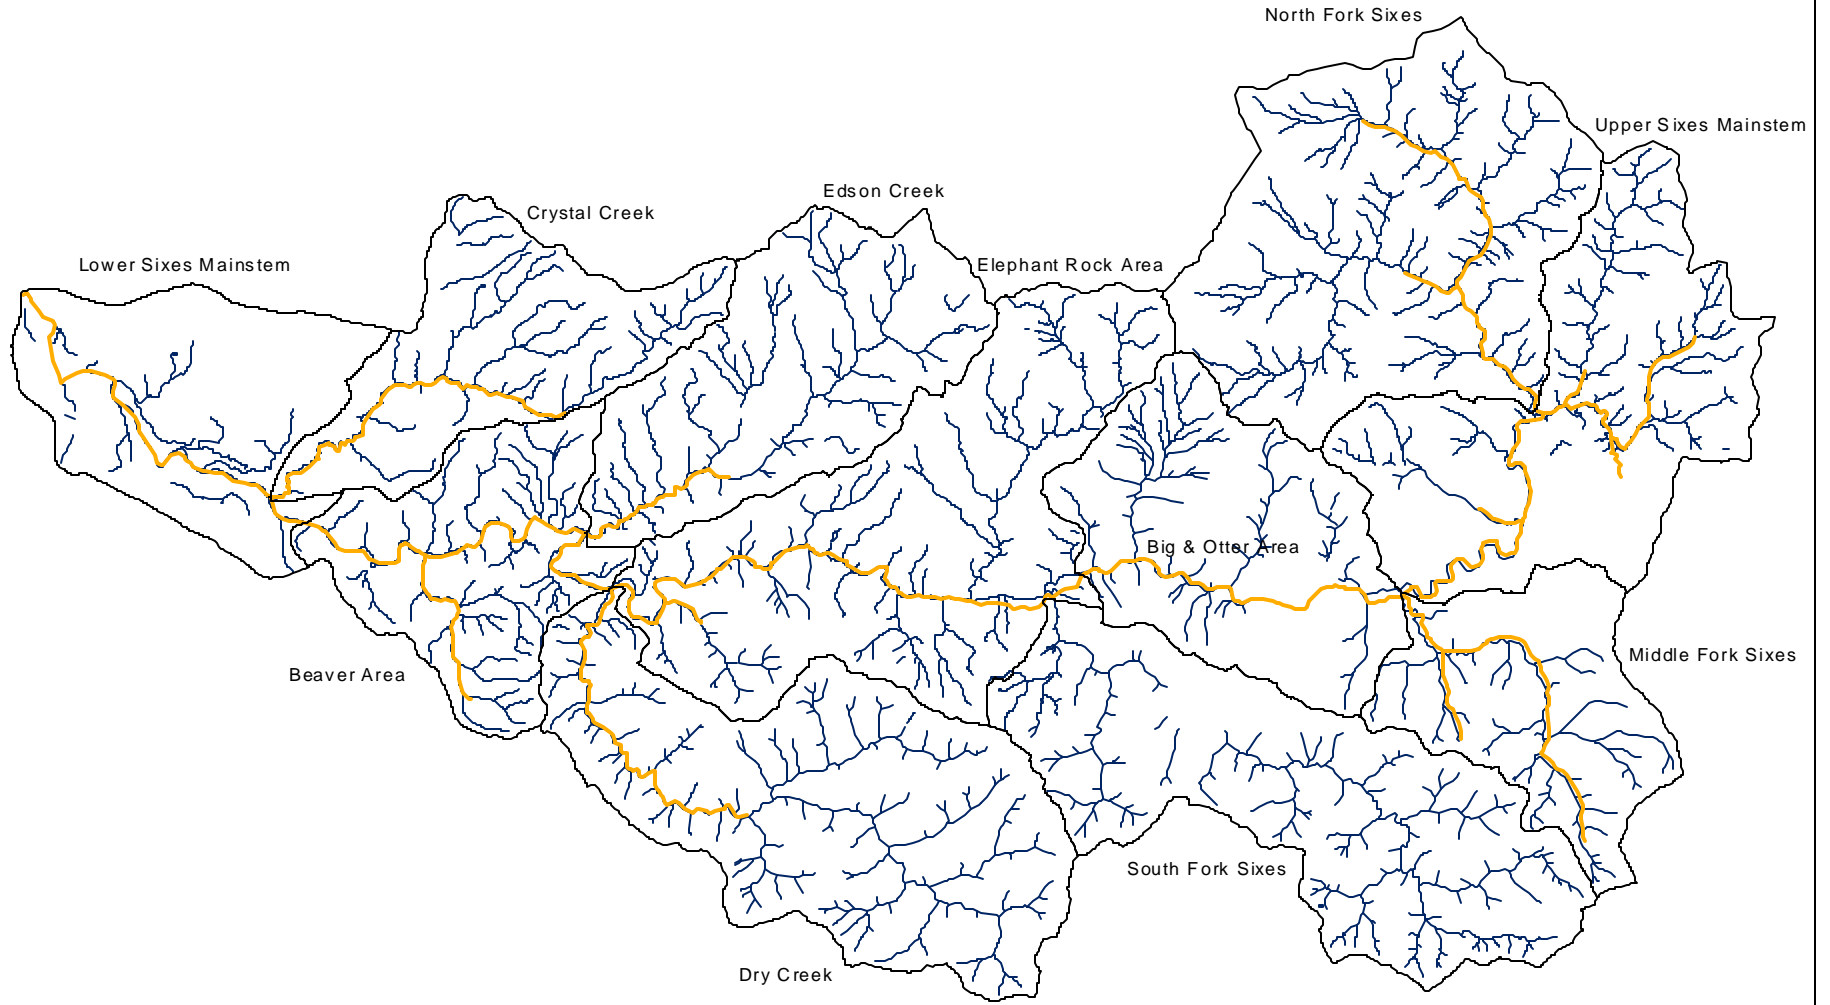 North Fork Sixes
Upper Sixes Mainstem
Edson Creek
Crystal Creek
Lower Sixes Mainstem
Elephant Rock Area
Big & Otter Area
Middle Fork Sixes
Beaver Area
South Fork Sixes
Dry Creek